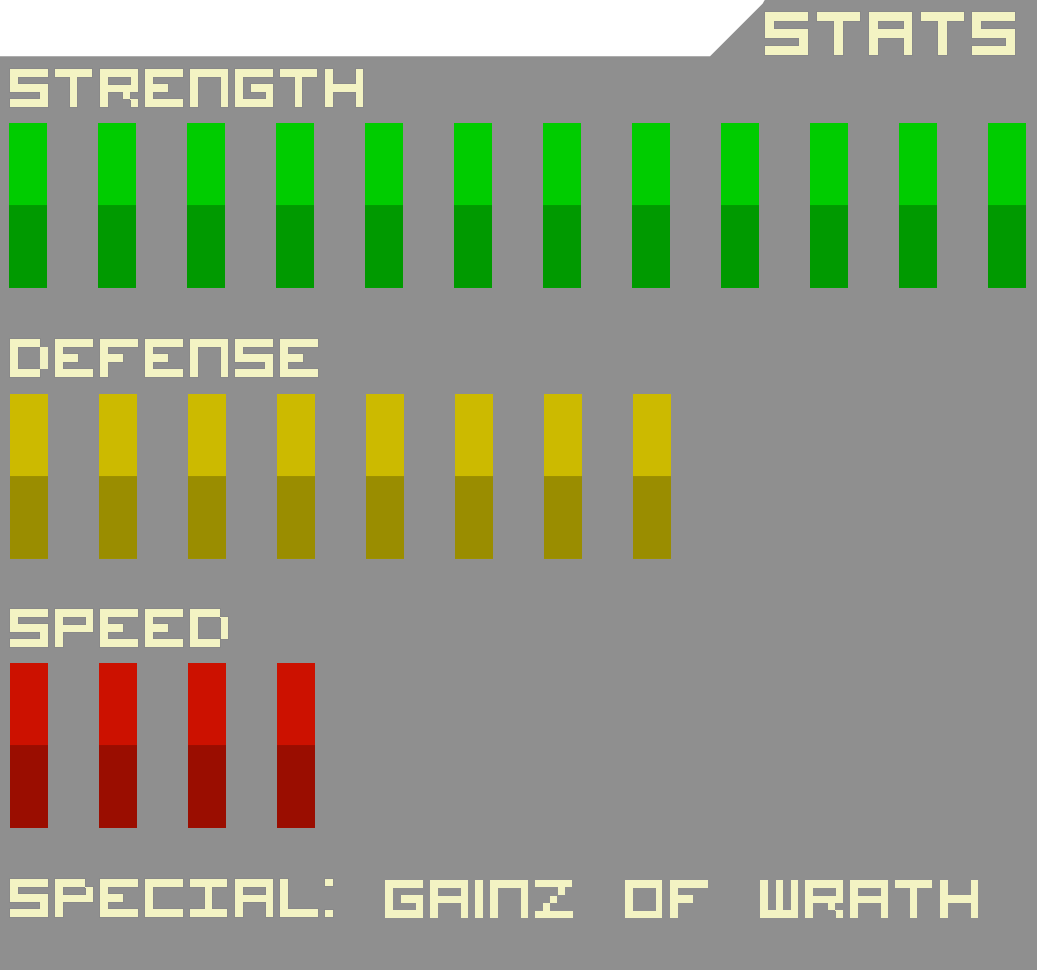 STATS
STRENGTH
DEFENSE
SPEED
SPECIAL: GAINZ OF WRATH